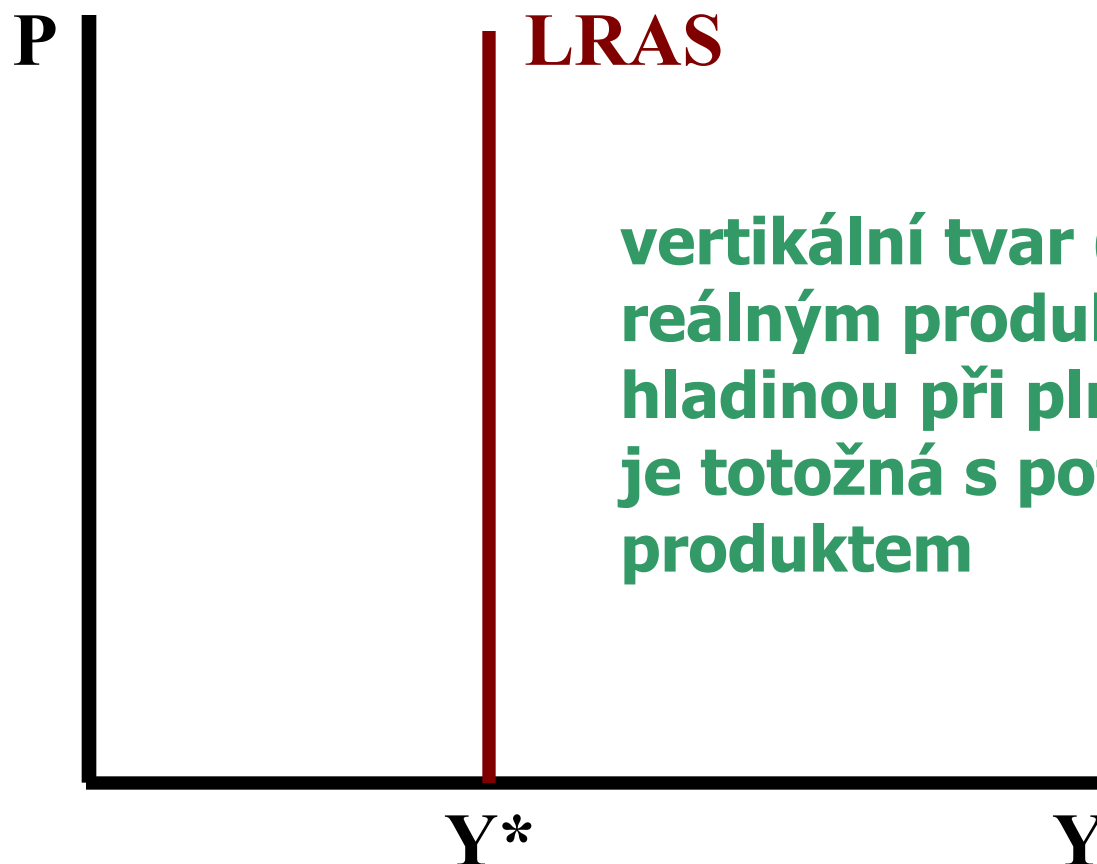 P
LRAS
vertikální tvar
reálným
hladinou při
je totožná s
produktem
Y*
Y